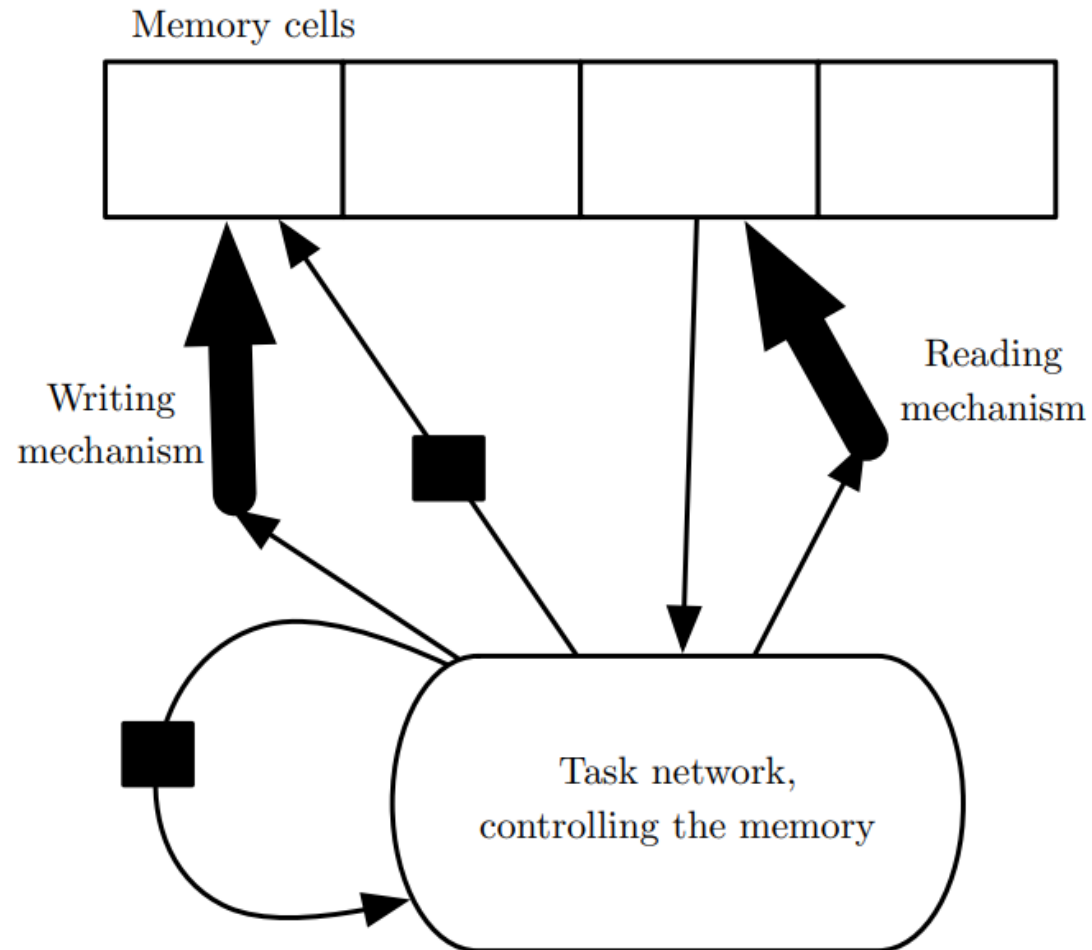 Memory cells
Writing
mechanism
Reading
mechanism
Task network,
controlling the memory